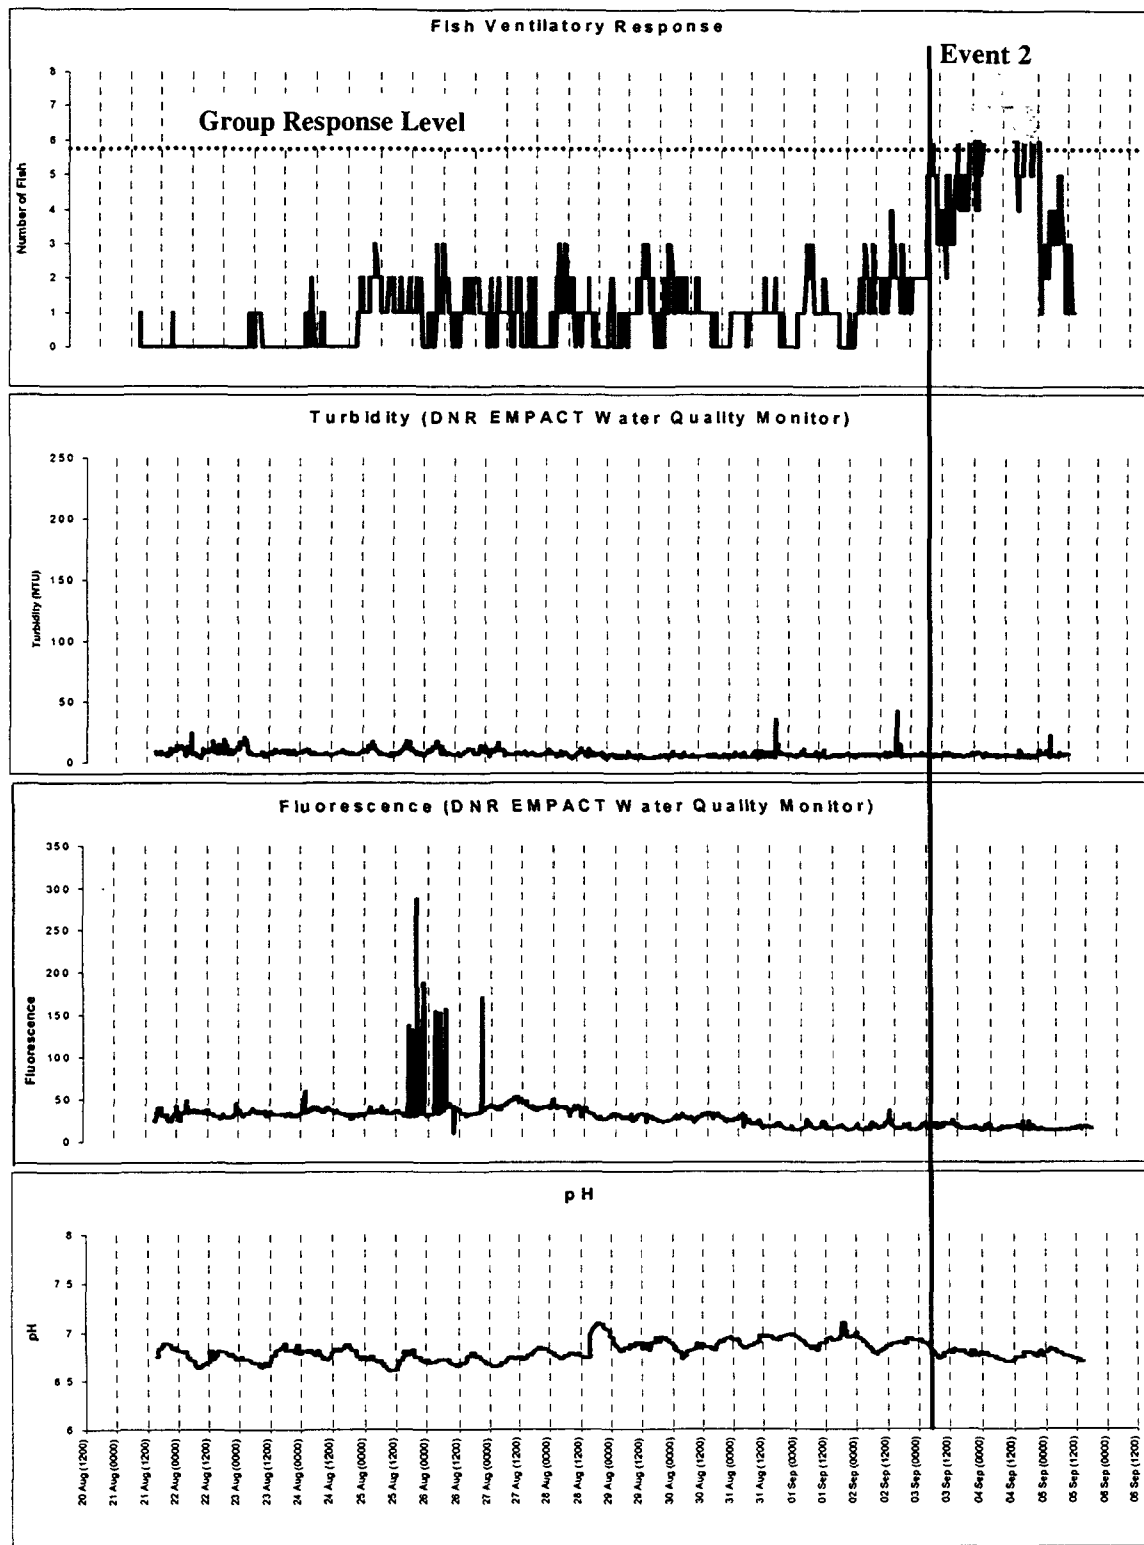 Fish Ventilatory Response
Event 2
8
7
Group Response Level
6
5
4
3
2
1
0
Number of Fish
Turbidity (DNR EMPACT Water Quality Monitor)
250
200
150
100
50
0
Turbidity (NTU)
Fluorescence (DNR EMPACT Water Quality Monitor)
350
300
250
200
150
100
50
0
Fluorescence
pH
8
7 5
7
6 5
6
pH
20 Aug (1200)
21 Aug (0000)
21 Aug (1200)
22 Aug (0000)
22 Aug (1200)
23 Aug (0000)
23 Aug (1200)
24 Aug (0000)
24 Aug (1200)
25 Aug (0000)
25 Aug (1200)
26 Aug (0000)
26 Aug (1200)
27 Aug (0000)
27 Aug (1200)
28 Aug (0000)
28 Aug (1200)
29 Aug (0000)
29 Aug (1200)
30 Aug (0000)
30 Aug (1200)
31 Aug (0000)
31 Aug (1200)
01 Sep (0000)
01 Sep (1200)
02 Sep (0000)
02 Sep (1200)
03 Sep (0000)
03 Sep (1200)
04 Sep (0000)
04 Sep (1200)
05 Sep (0000)
05 Sep (1200)
06 Sep (0000)
06 Sep (1200)